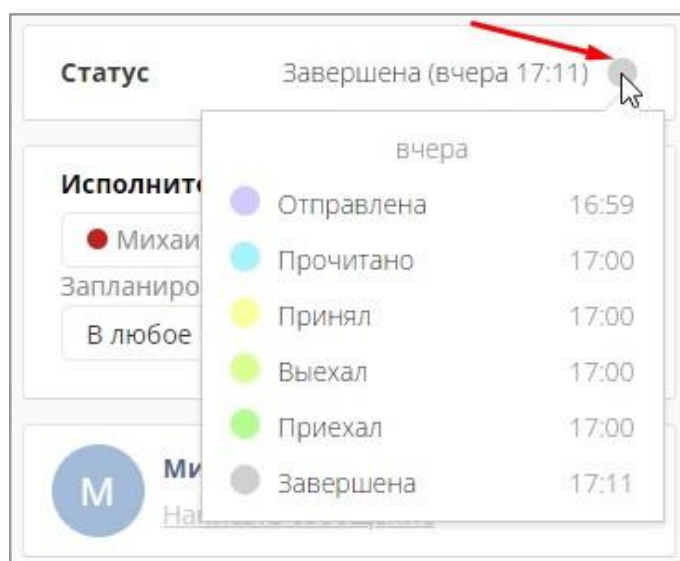 Статус Завершена (вчера 17:11)
вчера
Исполните
Отправлена 16:59
Михаи
Прочитано 17:00
Запланиро
Принял 17:00
В любое
Выехал 17:00
Приехал 17:00
М Ми
Завершена 17:11